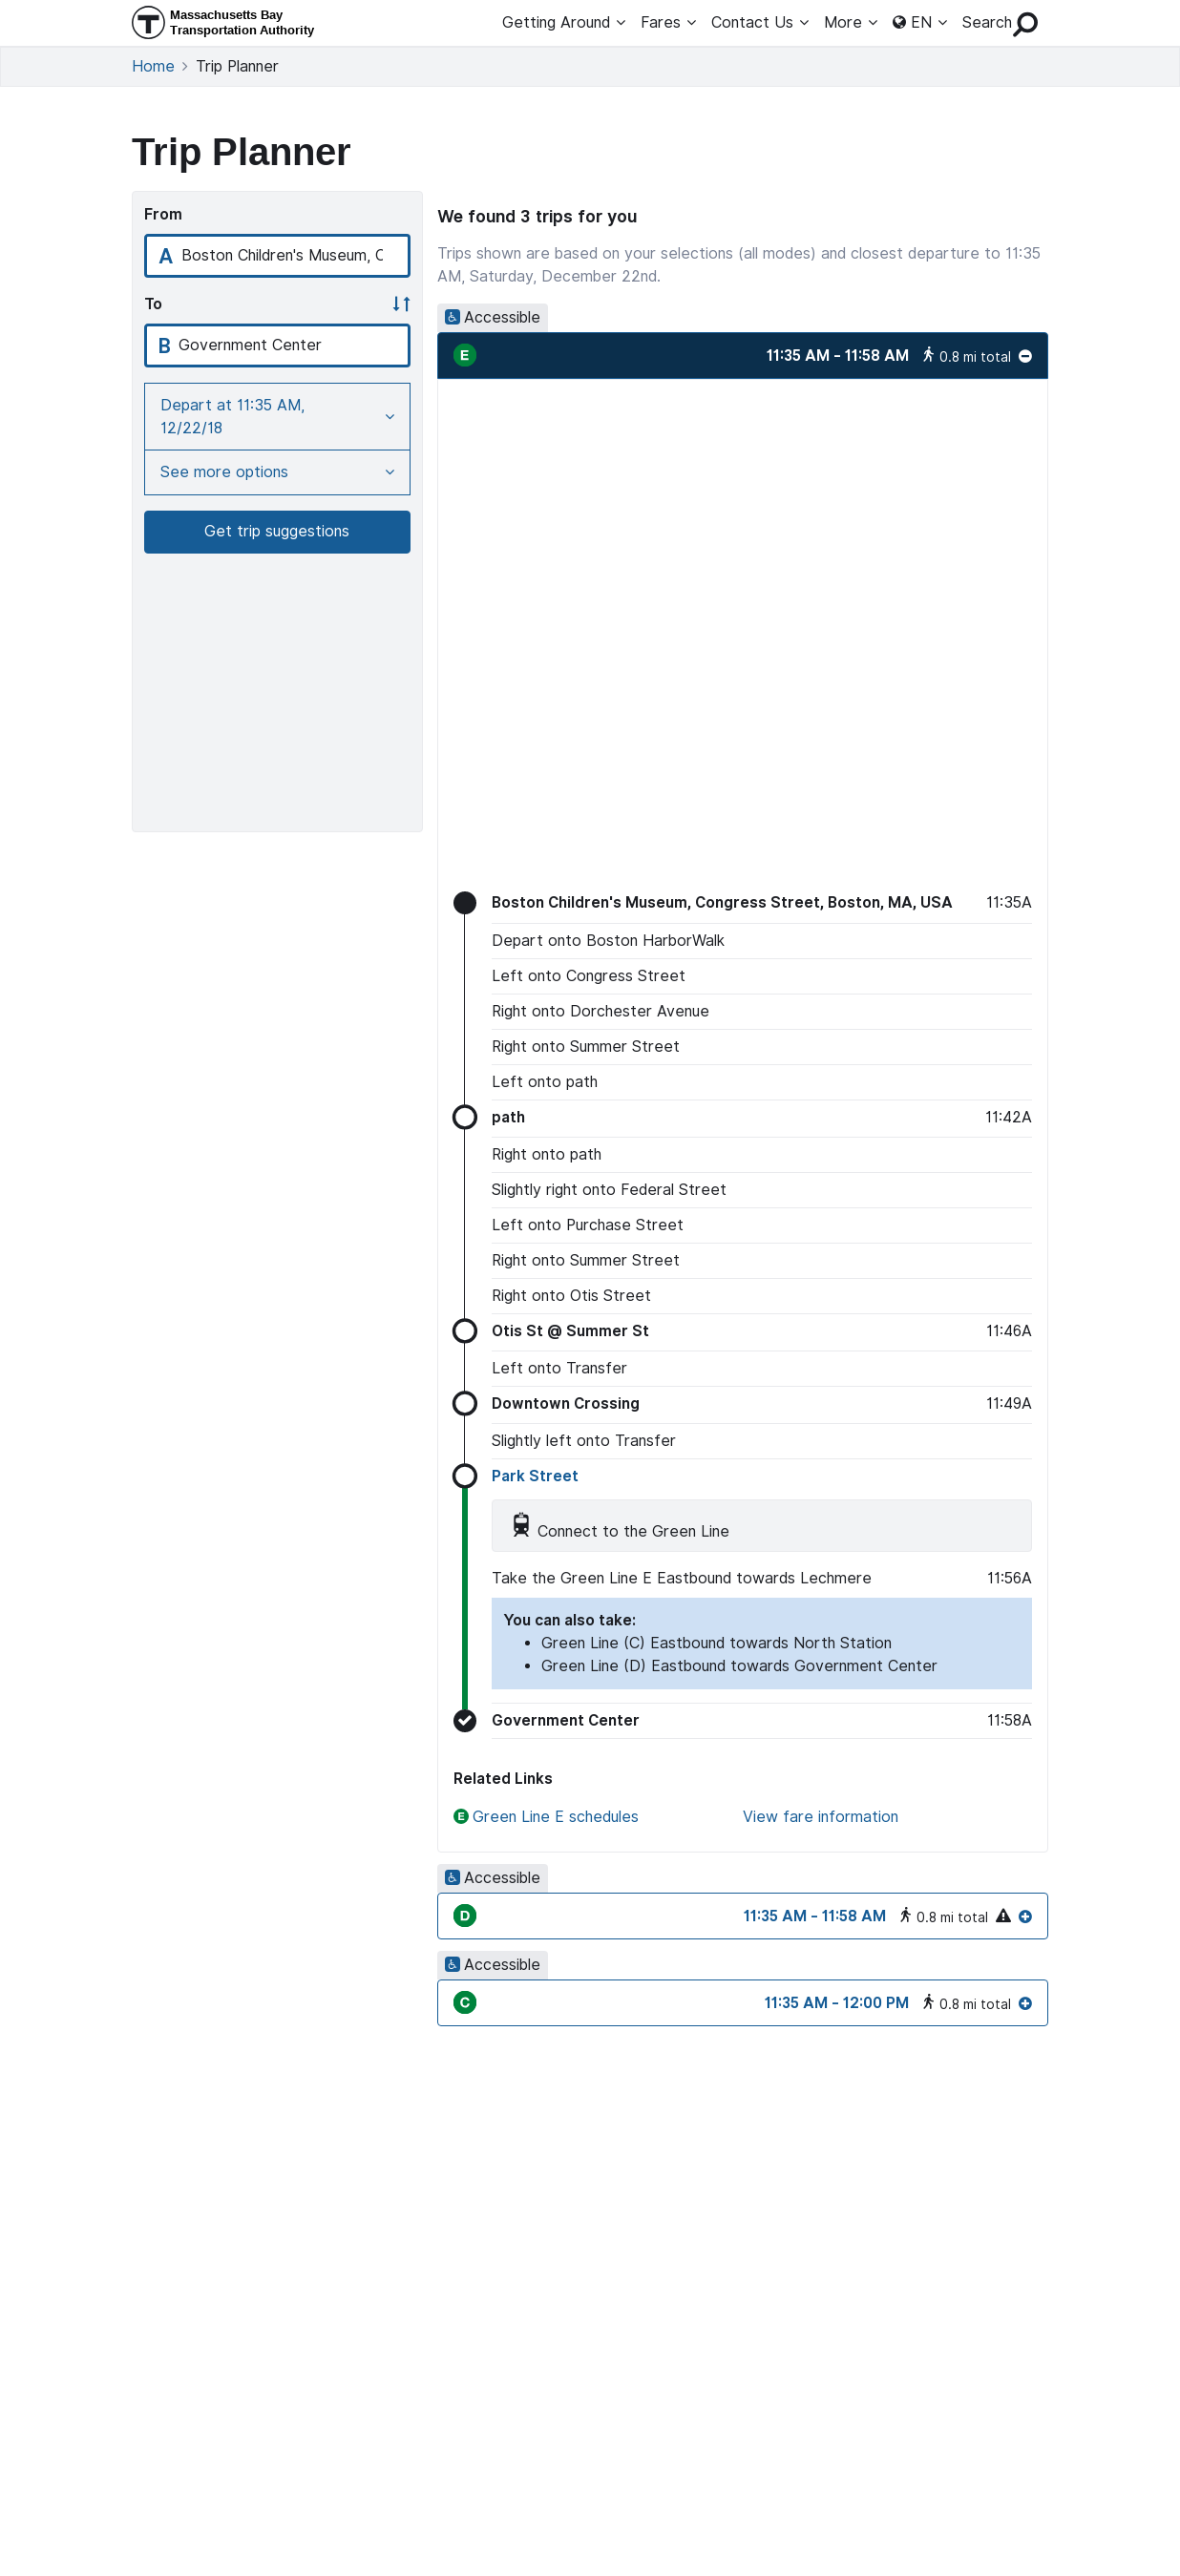 Massachusetts Bay
Transportation Authority
Getting Around Fares Contact Us More EN Search
Home Trip Planner
Trip Planner
From
A Boston Children's Museum, C
To
B Government Center
Depart at 11:35 AM,
12/22/18
See more options
Get trip suggestions
We found 3 trips for you
Trips shown are based on your selections (all modes) and closest departure to 11:35
AM, Saturday, December 22nd.
Accessible
E 11:35 AM - 11:58 AM 0.8 mi total
Boston Children's Museum, Congress Street, Boston, MA, USA 11:35A
Depart onto Boston HarborWalk
Left onto Congress Street
Right onto Dorchester Avenue
Right onto Summer Street
Left onto path
path 11:42A
Right onto path
Slightly right onto Federal Street
Left onto Purchase Street
Right onto Summer Street
Right onto Otis Street
Otis St @ Summer St 11:46A
Left onto Transfer
Downtown Crossing 11:49A
Slightly left onto Transfer
Park Street
Connect to the Green Line
Take the Green Line E Eastbound towards Lechmere 11:56A
You can also take:
• Green Line (C) Eastbound towards North Station
• Green Line (D) Eastbound towards Government Center
Government Center 11:58A
Related Links
E Green Line E schedules View fare information
Accessible
D 11:35 AM - 11:58 AM 0.8 mi total
Accessible
C 11:35 AM - 12:00 PM 0.8 mi total